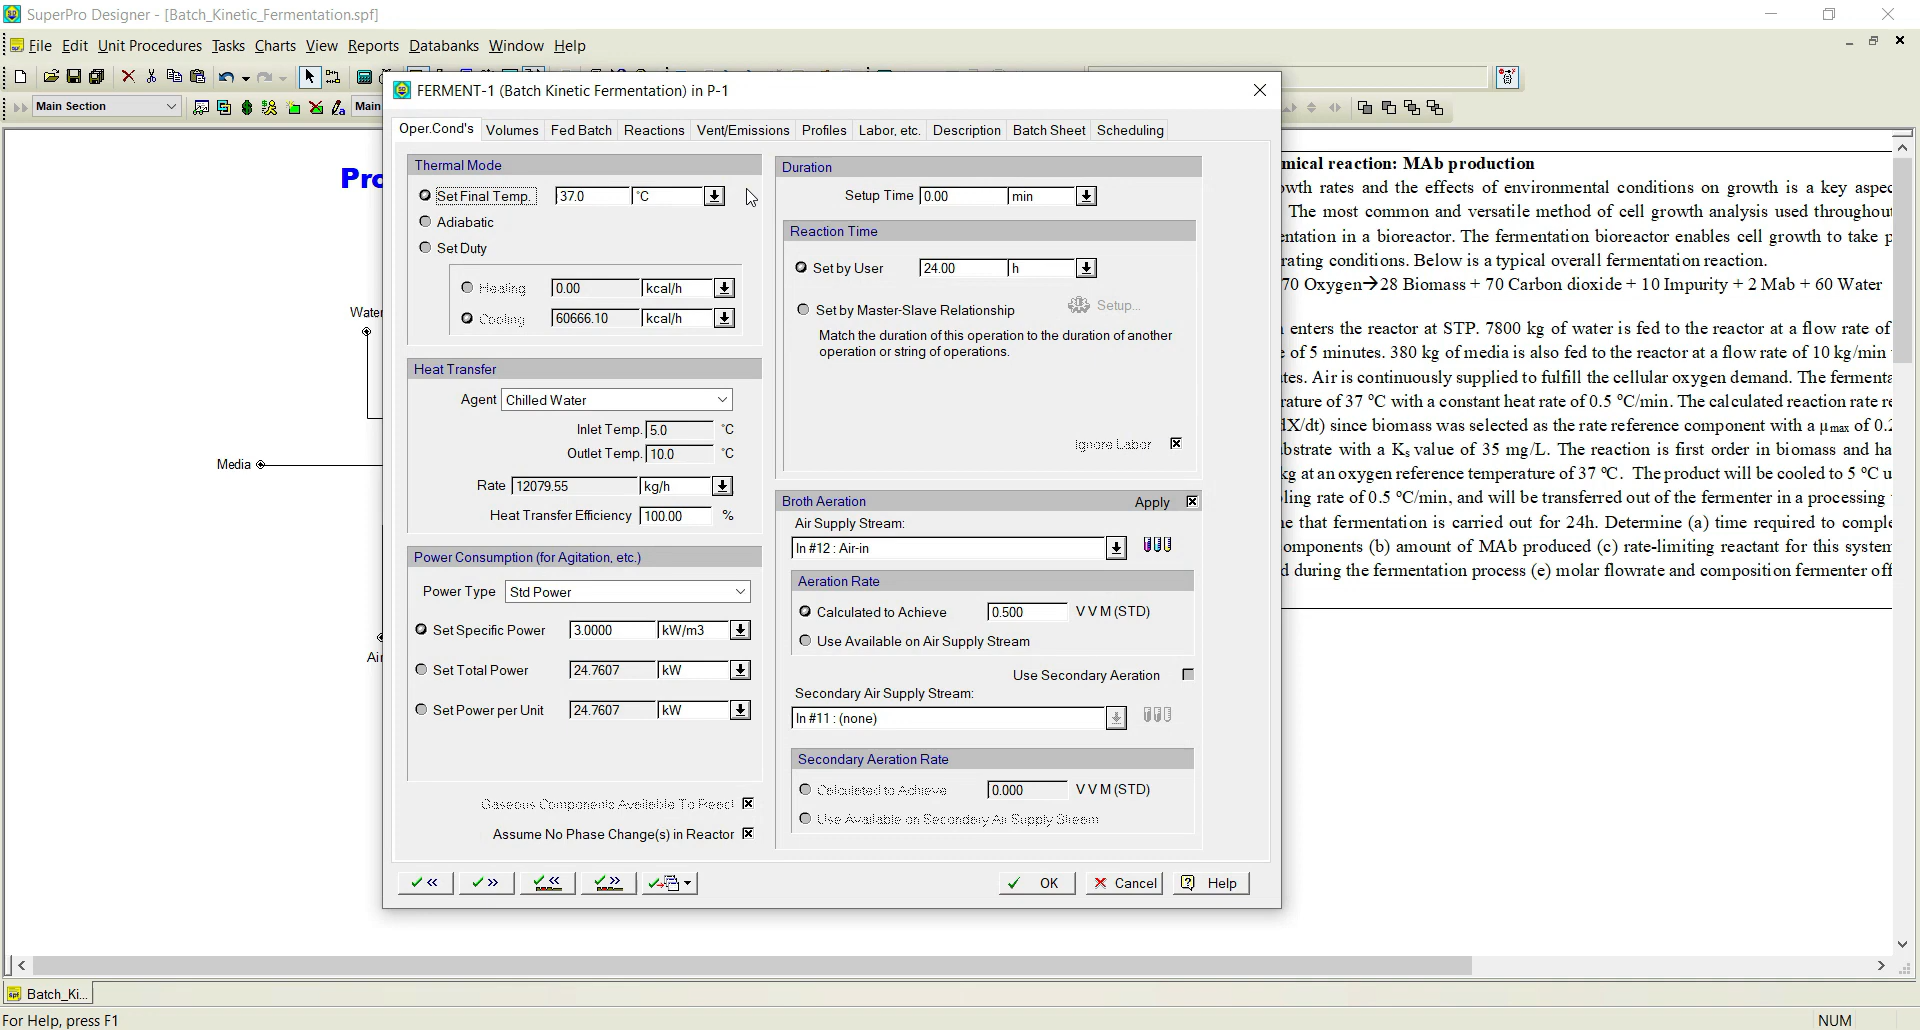 SuperPro Designer - [Batch_Kinetic_Fermentation.spf]
File Edit Unit Procedures Tasks Charts View Reports Databanks Window Help
Main Section
Main
FERMENT-1 (Batch Kinetic Fermentation) in P-1
Oper.Cond's Volumes Fed Batch Reactions Vent/Emissions Profiles Labor, etc. Description Batch Sheet Scheduling
Thermal Mode
Set Final Temp. 37.0 °C
Adiabatic
Set Duty
Heating 0.00 kcal/h
Cooling 60666.10 kcal/h
Heat Transfer
Agent Chilled Water
Inlet Temp. 5.0 °C
Outlet Temp. 10.0 °C
Rate 12079.55 kg/h
Heat Transfer Efficiency 100.00 %
Power Consumption (for Agitation, etc.)
Power Type Std Power
Set Specific Power 3.0000 kW/m3
Set Total Power 24.7607 kW
Set Power per Unit 24.7607 kW
Gaseous Components Available To React
Assume No Phase Change(s) in Reactor
Duration
Setup Time 0.00 min
Reaction Time
Set by User 24.00 h
Set by Master-Slave Relationship Setup...
Match the duration of this operation to the duration of another
operation or string of operations.
Ignore Labor
Broth Aeration Apply
Air Supply Stream:
In #12 : Air-in
Aeration Rate
Calculated to Achieve 0.500 V V M (STD)
Use Available on Air Supply Stream
Use Secondary Aeration
Secondary Air Supply Stream:
In #11 : (none)
Secondary Aeration Rate
Calculated to Achieve 0.000 V V M (STD)
Use Available on Secondary Air Supply Stream
OK Cancel Help
Pro
Water
Media
Air
mical reaction: MAb production
wth rates and the effects of environmental conditions on growth is a key aspec
The most common and versatile method of cell growth analysis used throughout
entation in a bioreactor. The fermentation bioreactor enables cell growth to take p
rating conditions. Below is a typical overall fermentation reaction.
70 Oxygen→28 Biomass + 70 Carbon dioxide + 10 Impurity + 2 Mab + 60 Water
enters the reactor at STP. 7800 kg of water is fed to the reactor at a flow rate of
e of 5 minutes. 380 kg of media is also fed to the reactor at a flow rate of 10 kg/min
tes. Air is continuously supplied to fulfill the cellular oxygen demand. The fermenta
rature of 37 °C with a constant heat rate of 0.5 °C/min. The calculated reaction rate re
dX/dt) since biomass was selected as the rate reference component with a μmax of 0.2
bstrate with a Ks value of 35 mg/L. The reaction is first order in biomass and ha
kg at an oxygen reference temperature of 37 °C. The product will be cooled to 5 °C u
ling rate of 0.5 °C/min, and will be transferred out of the fermenter in a processing
e that fermentation is carried out for 24h. Determine (a) time required to comple
omponents (b) amount of MAb produced (c) rate-limiting reactant for this system
d during the fermentation process (e) molar flowrate and composition fermenter off
Batch_Ki...
For Help, press F1
NUM